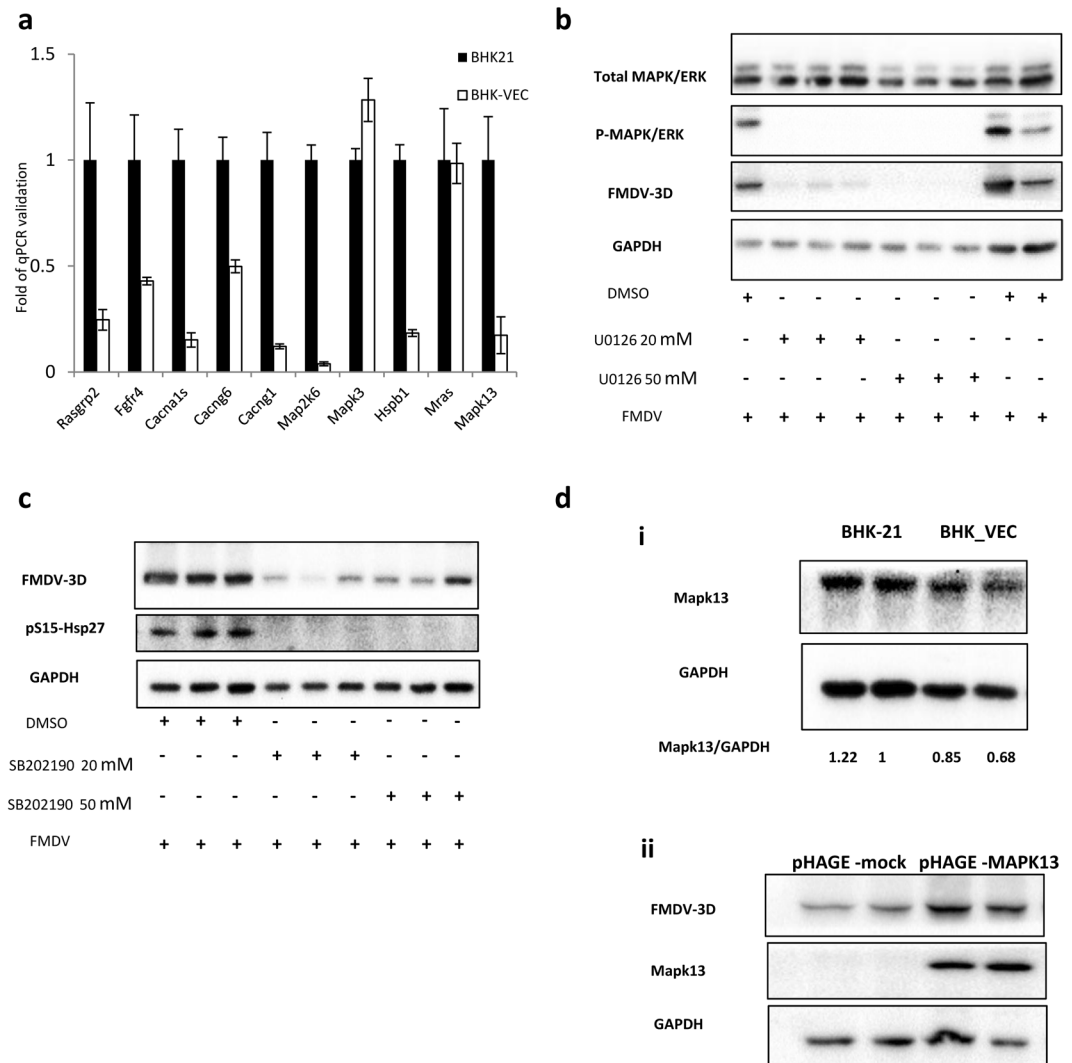 a
1.5
1
0.5
0
Fold of qPCR validation
BHK21
BHK-VEC
Rasgrp2 Fgfr4 Cacna1s Cacng6 Cacng1 Map2k6 Mapk3 Hspb1 Mras Mapk13
b
Total MAPK/ERK
P-MAPK/ERK
FMDV-3D
GAPDH
DMSO + - - - - - - + +
U0126 20 mM - + + + - - - - -
U0126 50 mM - - - - + + + - -
FMDV + + + + + + + + +
c
FMDV-3D
pS15-Hsp27
GAPDH
DMSO + + + - - - - - -
SB202190 20 mM - - - + + + - - -
SB202190 50 mM - - - - - - + + +
FMDV + + + + + + + + +
d
i
BHK-21 BHK_VEC
Mapk13
GAPDH
Mapk13/GAPDH 1.22 1 0.85 0.68
ii
pHAGE -mock pHAGE -MAPK13
FMDV-3D
Mapk13
GAPDH